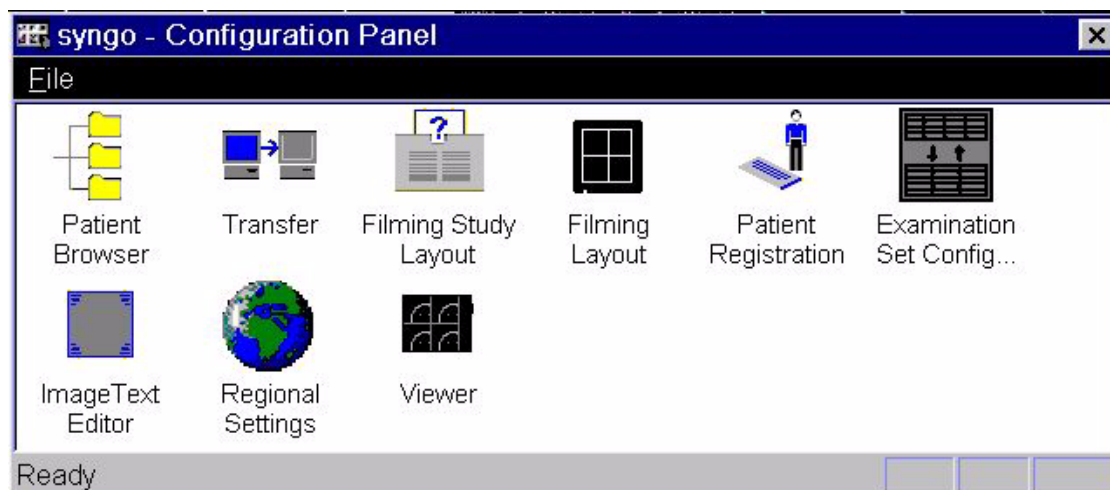 syngo - Configuration Panel
File
?
Patient Browser
Transfer
Filming Study Layout
Filming Layout
Patient Registration
Examination Set Config...
ImageText Editor
Regional Settings
Viewer
Ready